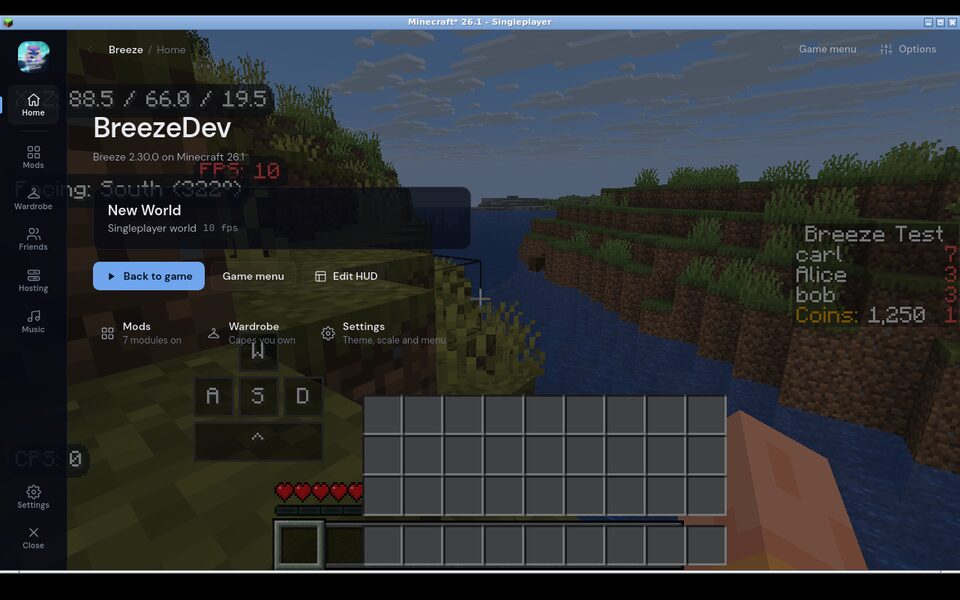 Minecraft* 26.1 - Singleplayer
Breeze / Home
Game menu
Options
Home
88.5 / 66.0 / 19.5
BreezeDev
Breeze 2.30.0 on Minecraft 26.1
FPS: 10
Mods
Facing: South (322°)
Wardrobe
New World
Singleplayer world 10 fps
Friends
Breeze Test
carl 7
Alice 3
bob 3
Coins: 1,250 1
Back to game
Game menu
Edit HUD
Hosting
Music
Mods
7 modules on
Wardrobe
Capes you own
Settings
Theme, scale and menu
W
A S D
^
CPS: 0
Settings
Close